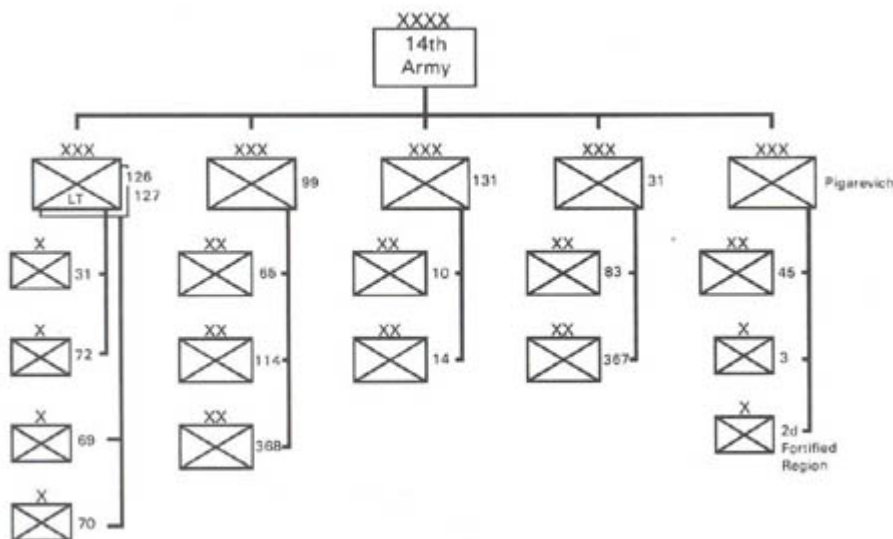 XXXX
14th
Army
XXX
LT
126
127
XXX
99
XXX
131
XXX
31
XXX
Pigarevich
X
31
X
72
X
69
X
70
XX
65
XX
114
XX
368
XX
10
XX
14
XX
83
XX
367
XX
45
X
3
X
2d
Fortified
Region